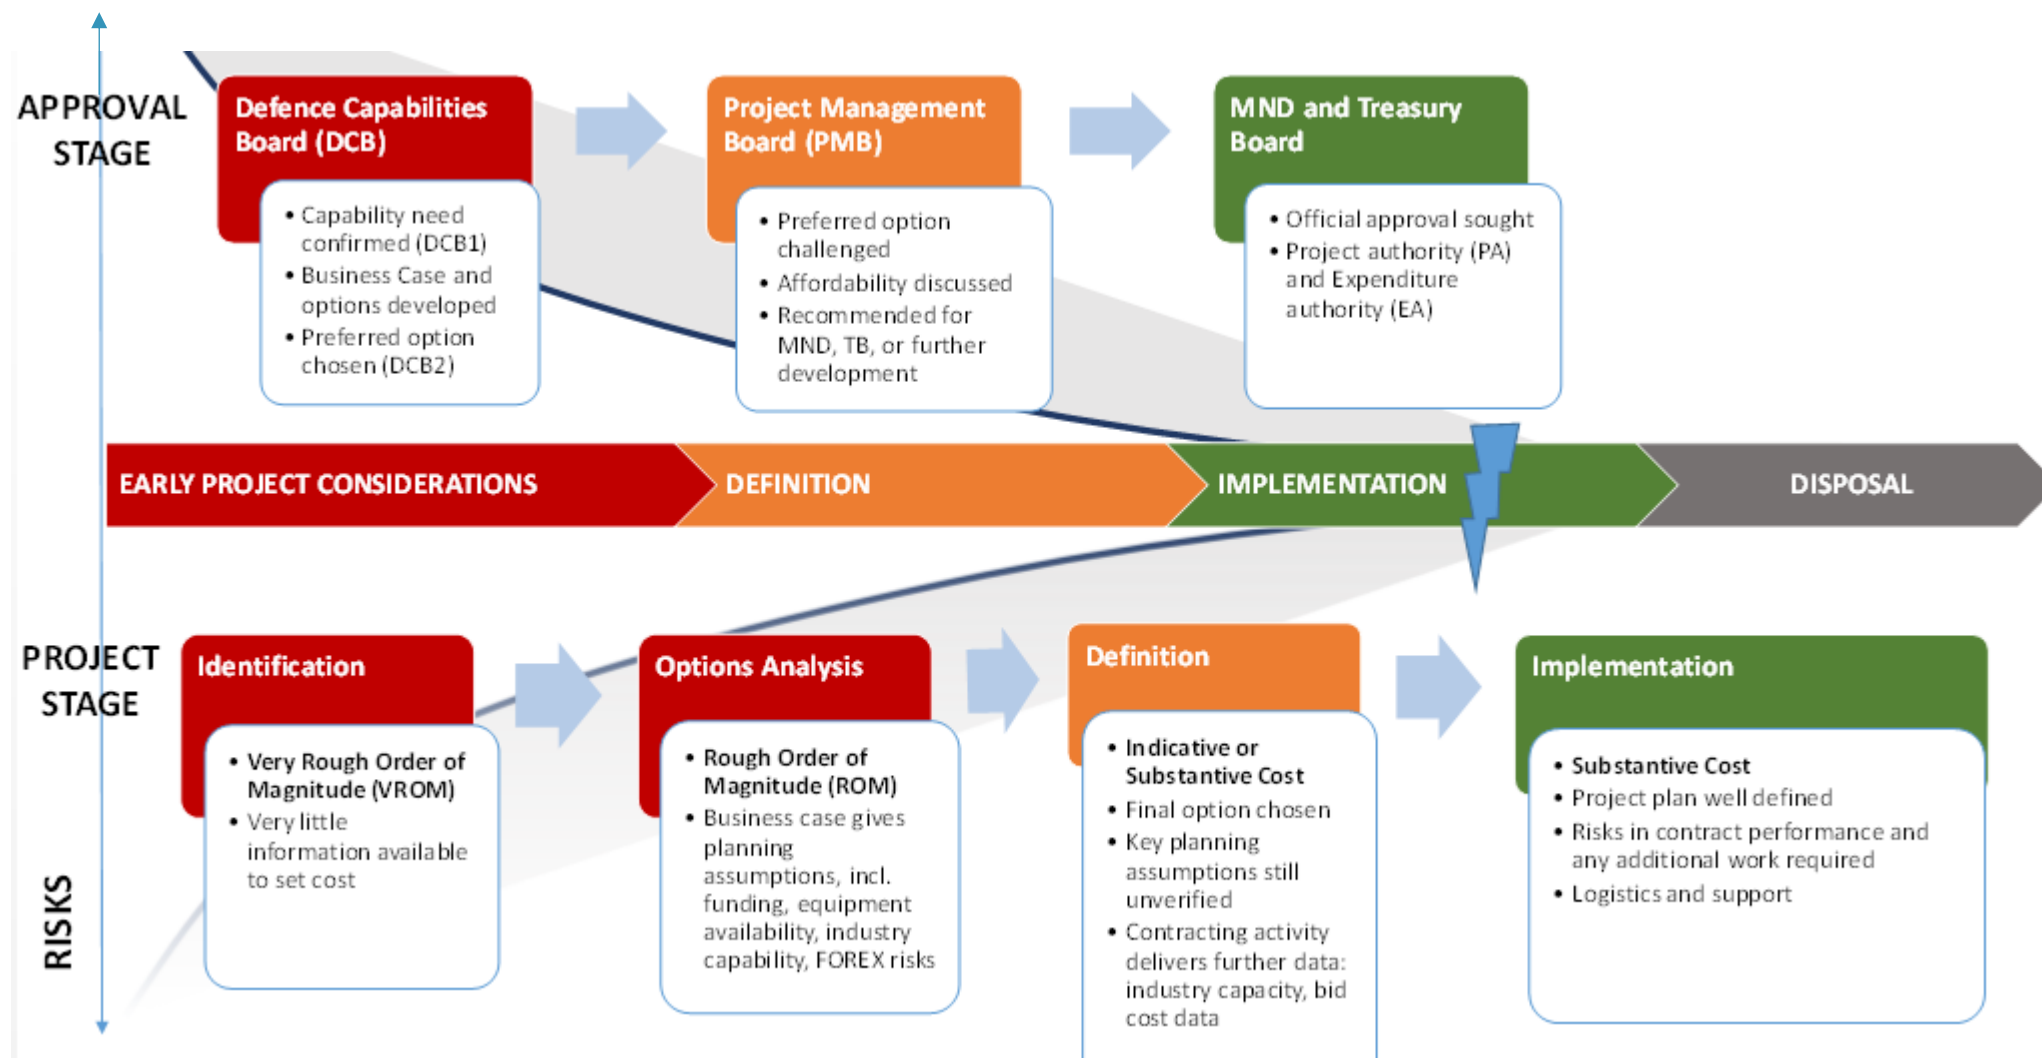 APPROVAL
STAGE
Defence Capabilities
Board (DCB)
• Capability need
confirmed (DCB1)
• Business Case and
options developed
• Preferred option
chosen (DCB2)
Project Management
Board (PMB)
• Preferred option
challenged
• Affordability discussed
• Recommended for
MND, TB, or further
development
MND and Treasury
Board
• Official approval sought
• Project authority (PA)
and Expenditure
authority (EA)
EARLY PROJECT CONSIDERATIONS
DEFINITION
IMPLEMENTATION
DISPOSAL
PROJECT
STAGE
RISKS
Identification
• Very Rough Order of
Magnitude (VROM)
• Very little
information available
to set cost
Options Analysis
• Rough Order of
Magnitude (ROM)
• Business case gives
planning
assumptions, incl.
funding, equipment
availability, industry
capability, FOREX risks
Definition
• Indicative or
Substantive Cost
• Final option chosen
• Key planning
assumptions still
unverified
• Contracting activity
delivers further data:
industry capacity, bid
cost data
Implementation
• Substantive Cost
• Project plan well defined
• Risks in contract performance and
any additional work required
• Logistics and support